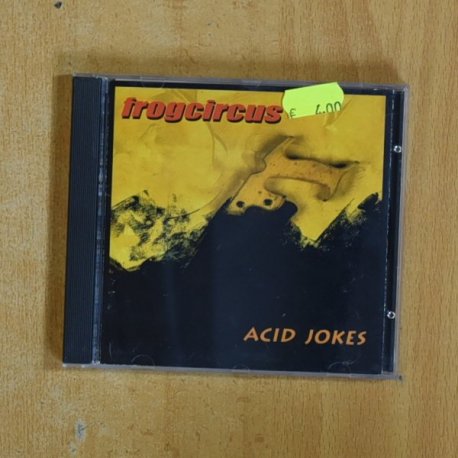 frogcircus
€ 4.00
ACID JOKES